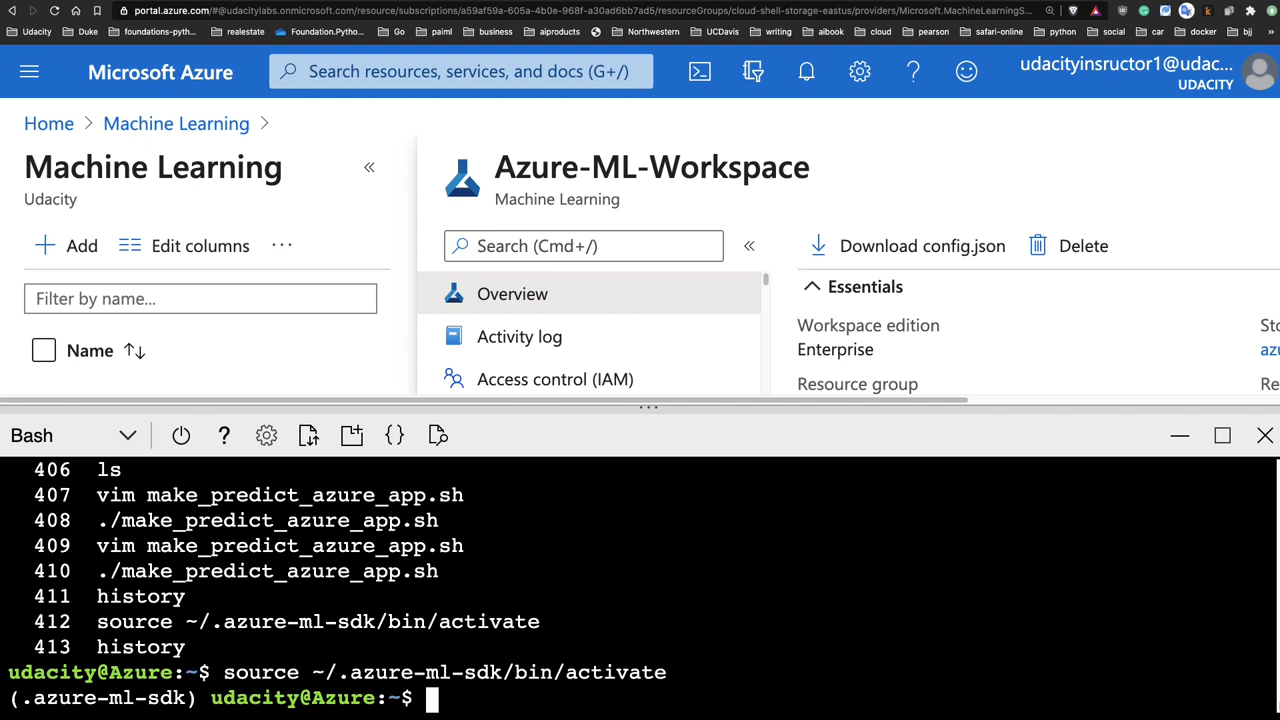 portal.azure.com/#@udacitylabs.onmicrosoft.com/resource/subscriptions/a59af59a-605a-4b0e-968f-a30ad6bb7ad5/resourceGroups/cloud-shell-storage-eastus/providers/Microsoft.MachineLearningS...
Udacity Duke foundations-pyth... realestate Foundation.Pytho... Go paiml business aiproducts Northwestern UCDavis writing aibook cloud pearson safari-online python social car docker bjj »
Microsoft Azure
Search resources, services, and docs (G+/)
udacityinsructor1@udac...
UDACITY
Home > Machine Learning >
Machine Learning
Udacity
Add
Edit columns
...
Filter by name...
Name
Azure-ML-Workspace
Machine Learning
Search (Cmd+/)
Overview
Activity log
Access control (IAM)
Download config.json
Delete
Essentials
Workspace edition
Enterprise
Resource group
Sto
azu
Re
Bash
406 ls
407 vim make_predict_azure_app.sh
408 ./make_predict_azure_app.sh
409 vim make_predict_azure_app.sh
410 ./make_predict_azure_app.sh
411 history
412 source ~/.azure-ml-sdk/bin/activate
413 history
udacity@Azure:~$ source ~/.azure-ml-sdk/bin/activate
(.azure-ml-sdk) udacity@Azure:~$